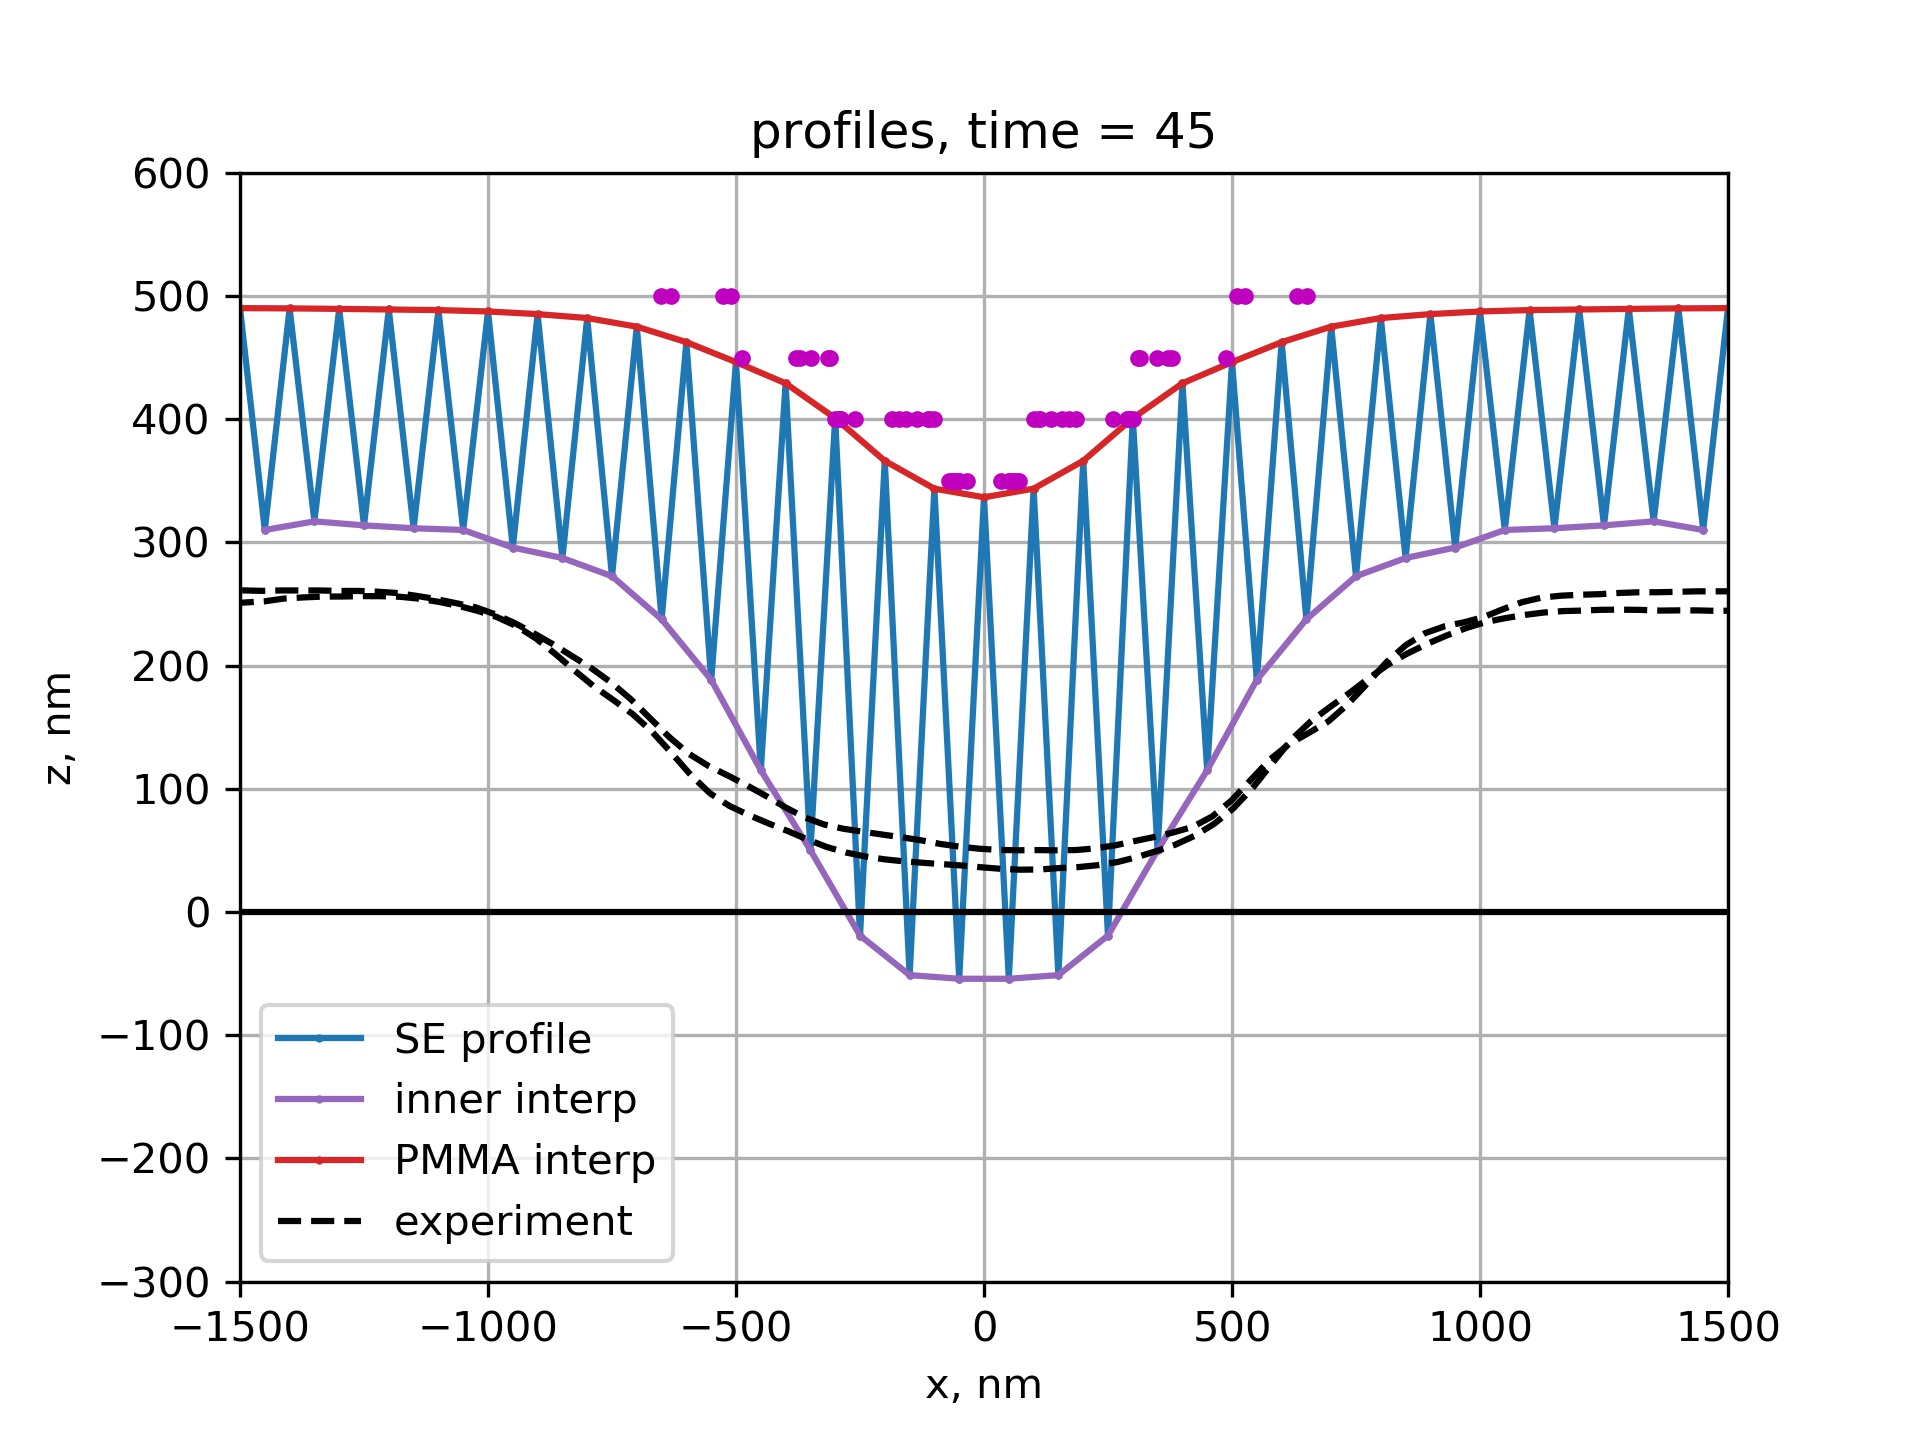 profiles, time = 45
600
500
400
300
200
100
0
−100
−200
−300
z, nm
SE profile
inner interp
PMMA interp
experiment
−1500 −1000 −500 0 500 1000 1500
x, nm